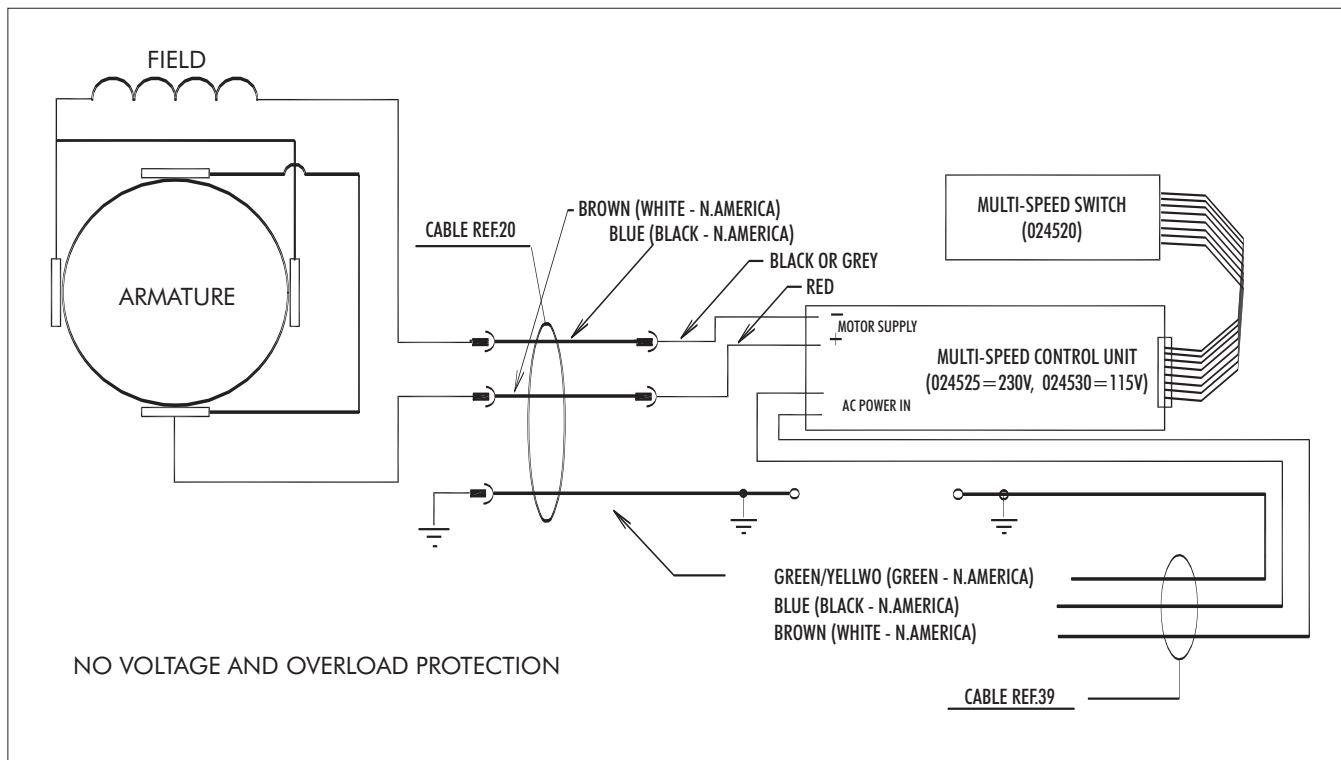 FIELD
ARMATURE
CABLE REF.20
BROWN (WHITE - N.AMERICA)
BLUE (BLACK - N.AMERICA)
BLACK OR GREY
RED
MULTI-SPEED SWITCH
(024520)
−
MOTOR SUPPLY
+
MULTI-SPEED CONTROL UNIT
(024525=230V, 024530=115V)
AC POWER IN
GREEN/YELLWO (GREEN - N.AMERICA)
BLUE (BLACK - N.AMERICA)
BROWN (WHITE - N.AMERICA)
NO VOLTAGE AND OVERLOAD PROTECTION
CABLE REF.39